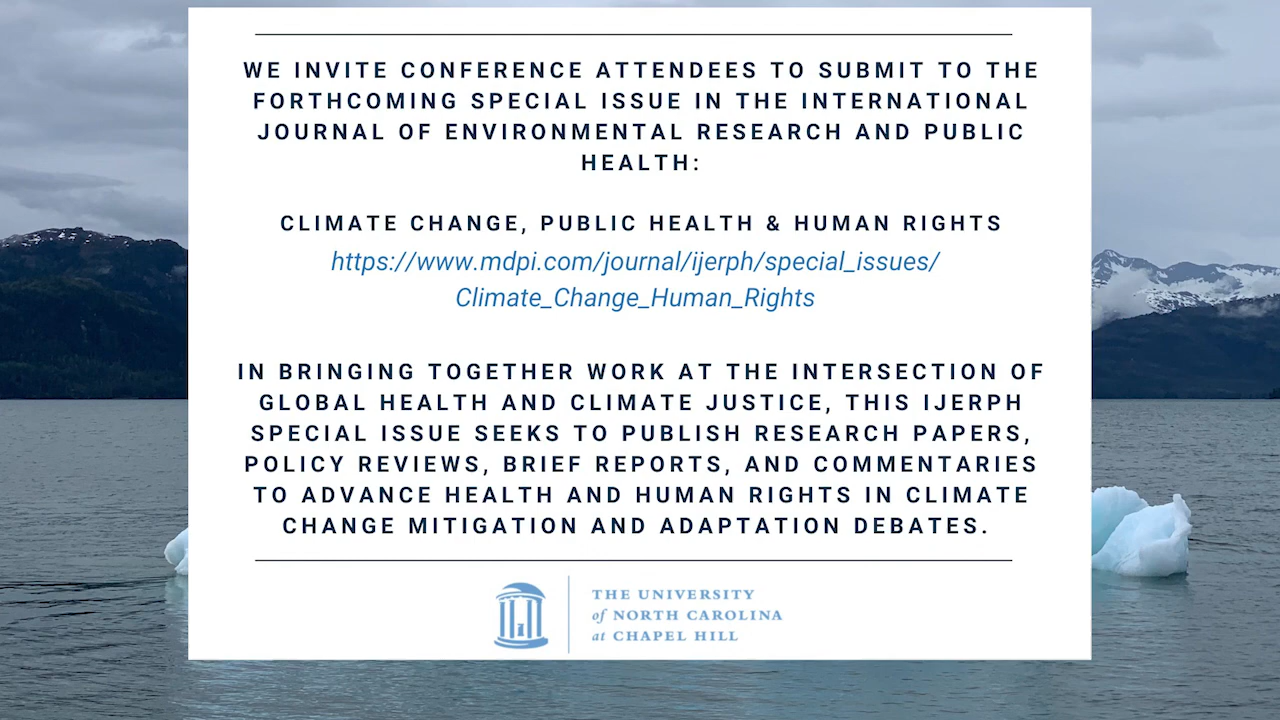 WE INVITE CONFERENCE ATTENDEES TO SUBMIT TO THE
FORTHCOMING SPECIAL ISSUE IN THE INTERNATIONAL
JOURNAL OF ENVIRONMENTAL RESEARCH AND PUBLIC
HEALTH:
CLIMATE CHANGE, PUBLIC HEALTH & HUMAN RIGHTS
https://www.mdpi.com/journal/ijerph/special_issues/
Climate_Change_Human_Rights
IN BRINGING TOGETHER WORK AT THE INTERSECTION OF
GLOBAL HEALTH AND CLIMATE JUSTICE, THIS IJERPH
SPECIAL ISSUE SEEKS TO PUBLISH RESEARCH PAPERS,
POLICY REVIEWS, BRIEF REPORTS, AND COMMENTARIES
TO ADVANCE HEALTH AND HUMAN RIGHTS IN CLIMATE
CHANGE MITIGATION AND ADAPTATION DEBATES.
THE UNIVERSITY
of NORTH CAROLINA
at CHAPEL HILL